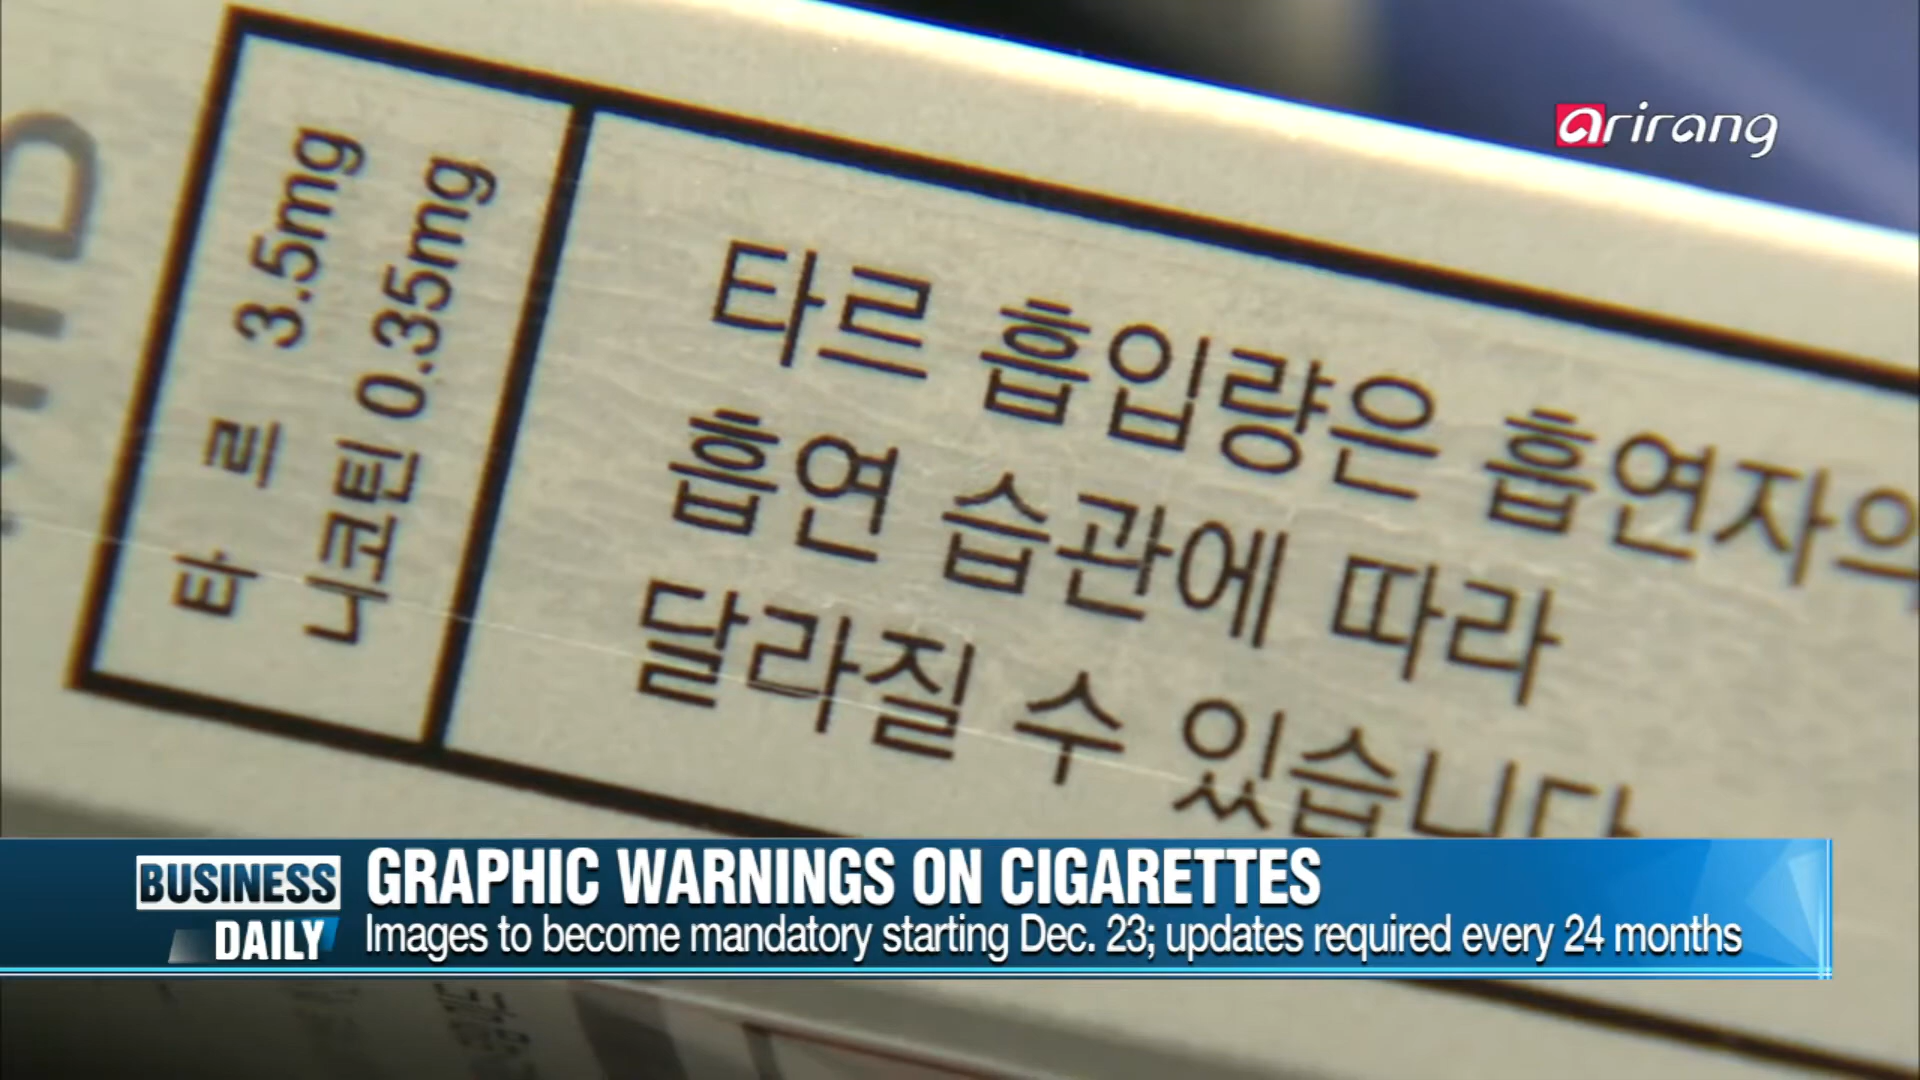 arirang
타르 3.5mg
니코틴 0.35mg
타르 흡입량은 흡연자의
흡연 습관에 따라
달라질 수 있습니다
BUSINESS
DAILY
GRAPHIC WARNINGS ON CIGARETTES
Images to become mandatory starting Dec. 23; updates required every 24 months